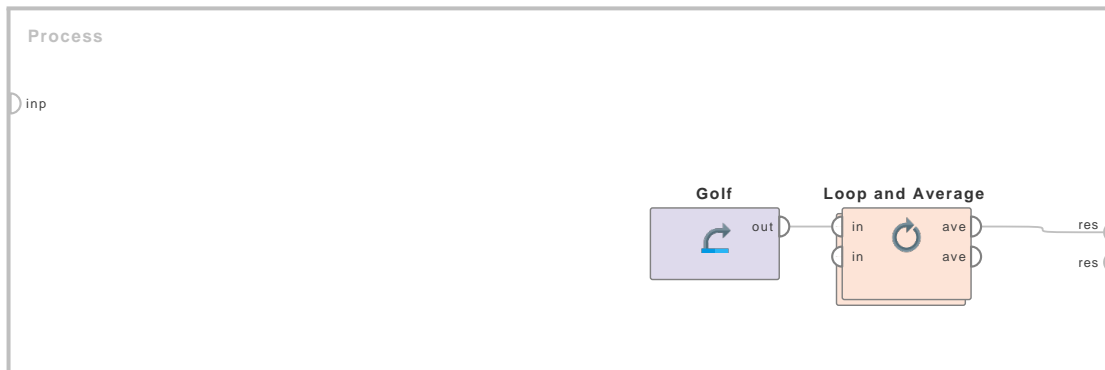 Process
inp
Golf
Loop and Average
out
in
ave
res
in
ave
res